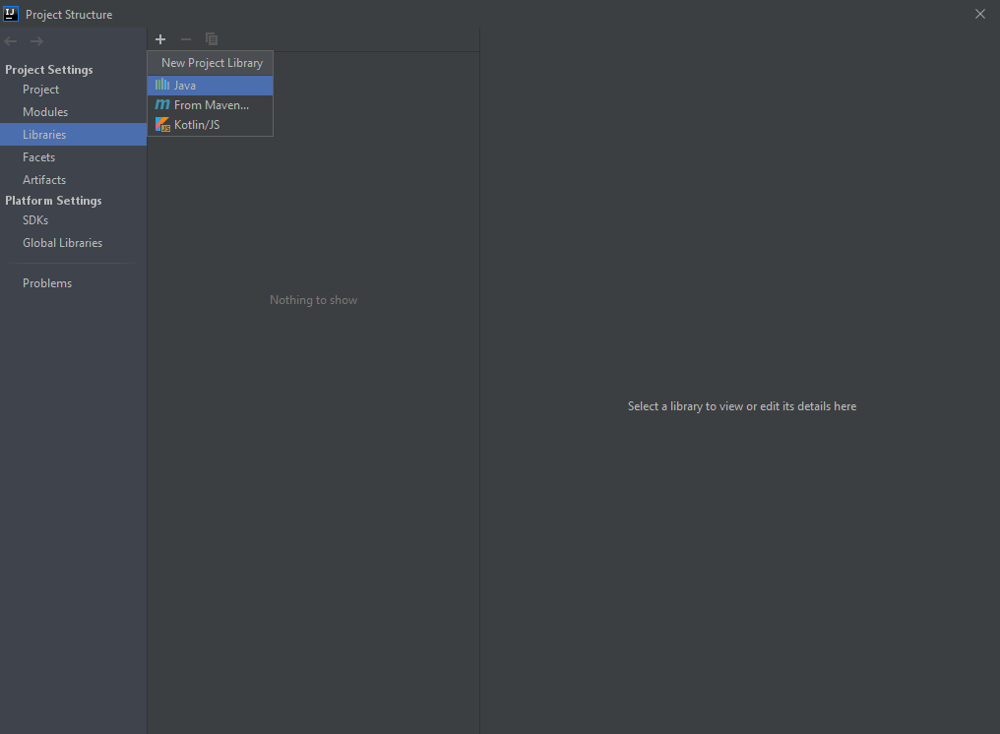 Project Structure
Project Settings
Project
Modules
Libraries
Facets
Artifacts
Platform Settings
SDKs
Global Libraries
Problems
New Project Library
Java
From Maven...
Kotlin/JS
Nothing to show
Select a library to view or edit its details here